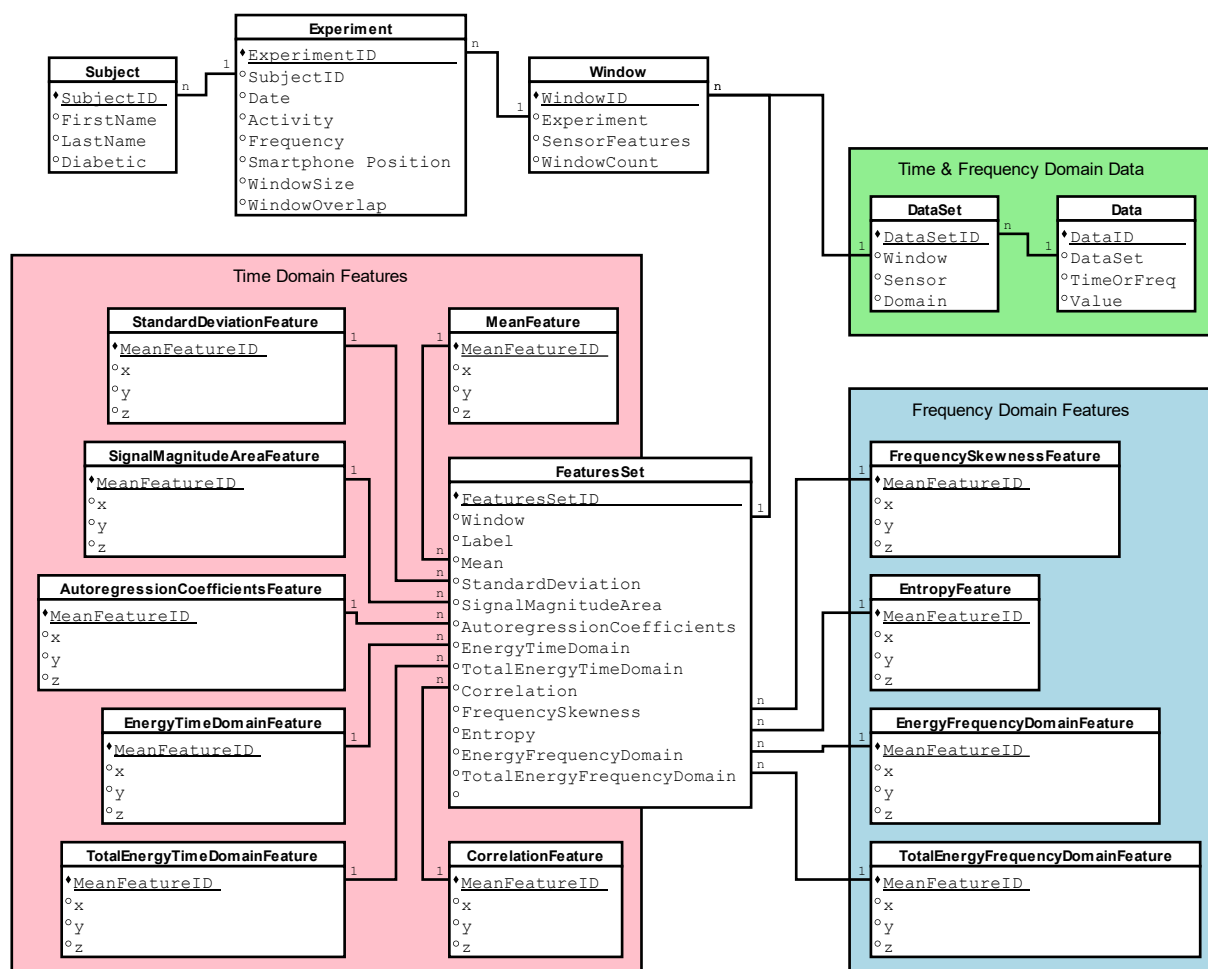 Experiment
ExperimentID
SubjectID
Date
Activity
Frequency
Smartphone Position
WindowSize
WindowOverlap
Subject
SubjectID
FirstName
LastName
Diabetic
n
1
n
1
Window
WindowID
Experiment
SensorFeatures
WindowCount
n
n
Time & Frequency Domain Data
DataSet
DataSetID
Window
Sensor
Domain
1
n
1
Data
DataID
DataSet
TimeOrFreq
Value
Time Domain Features
StandardDeviationFeature
MeanFeatureID
x
y
z
1
MeanFeature
MeanFeatureID
x
y
z
1
SignalMagnitudeAreaFeature
MeanFeatureID
x
y
z
1
AutoregressionCoefficientsFeature
MeanFeatureID
x
y
z
1
EnergyTimeDomainFeature
MeanFeatureID
x
y
z
1
TotalEnergyTimeDomainFeature
MeanFeatureID
x
y
z
1
CorrelationFeature
MeanFeatureID
x
y
z
1
FeaturesSet
FeaturesSetID
Window
Label
Mean
StandardDeviation
SignalMagnitudeArea
AutoregressionCoefficients
EnergyTimeDomain
TotalEnergyTimeDomain
Correlation
FrequencySkewness
Entropy
EnergyFrequencyDomain
TotalEnergyFrequencyDomain
1
n
n
n
n
n
n
n
n
n
n
n
Frequency Domain Features
FrequencySkewnessFeature
MeanFeatureID
x
y
z
1
EntropyFeature
MeanFeatureID
x
y
z
1
EnergyFrequencyDomainFeature
MeanFeatureID
x
y
z
1
TotalEnergyFrequencyDomainFeature
MeanFeatureID
x
y
z
1